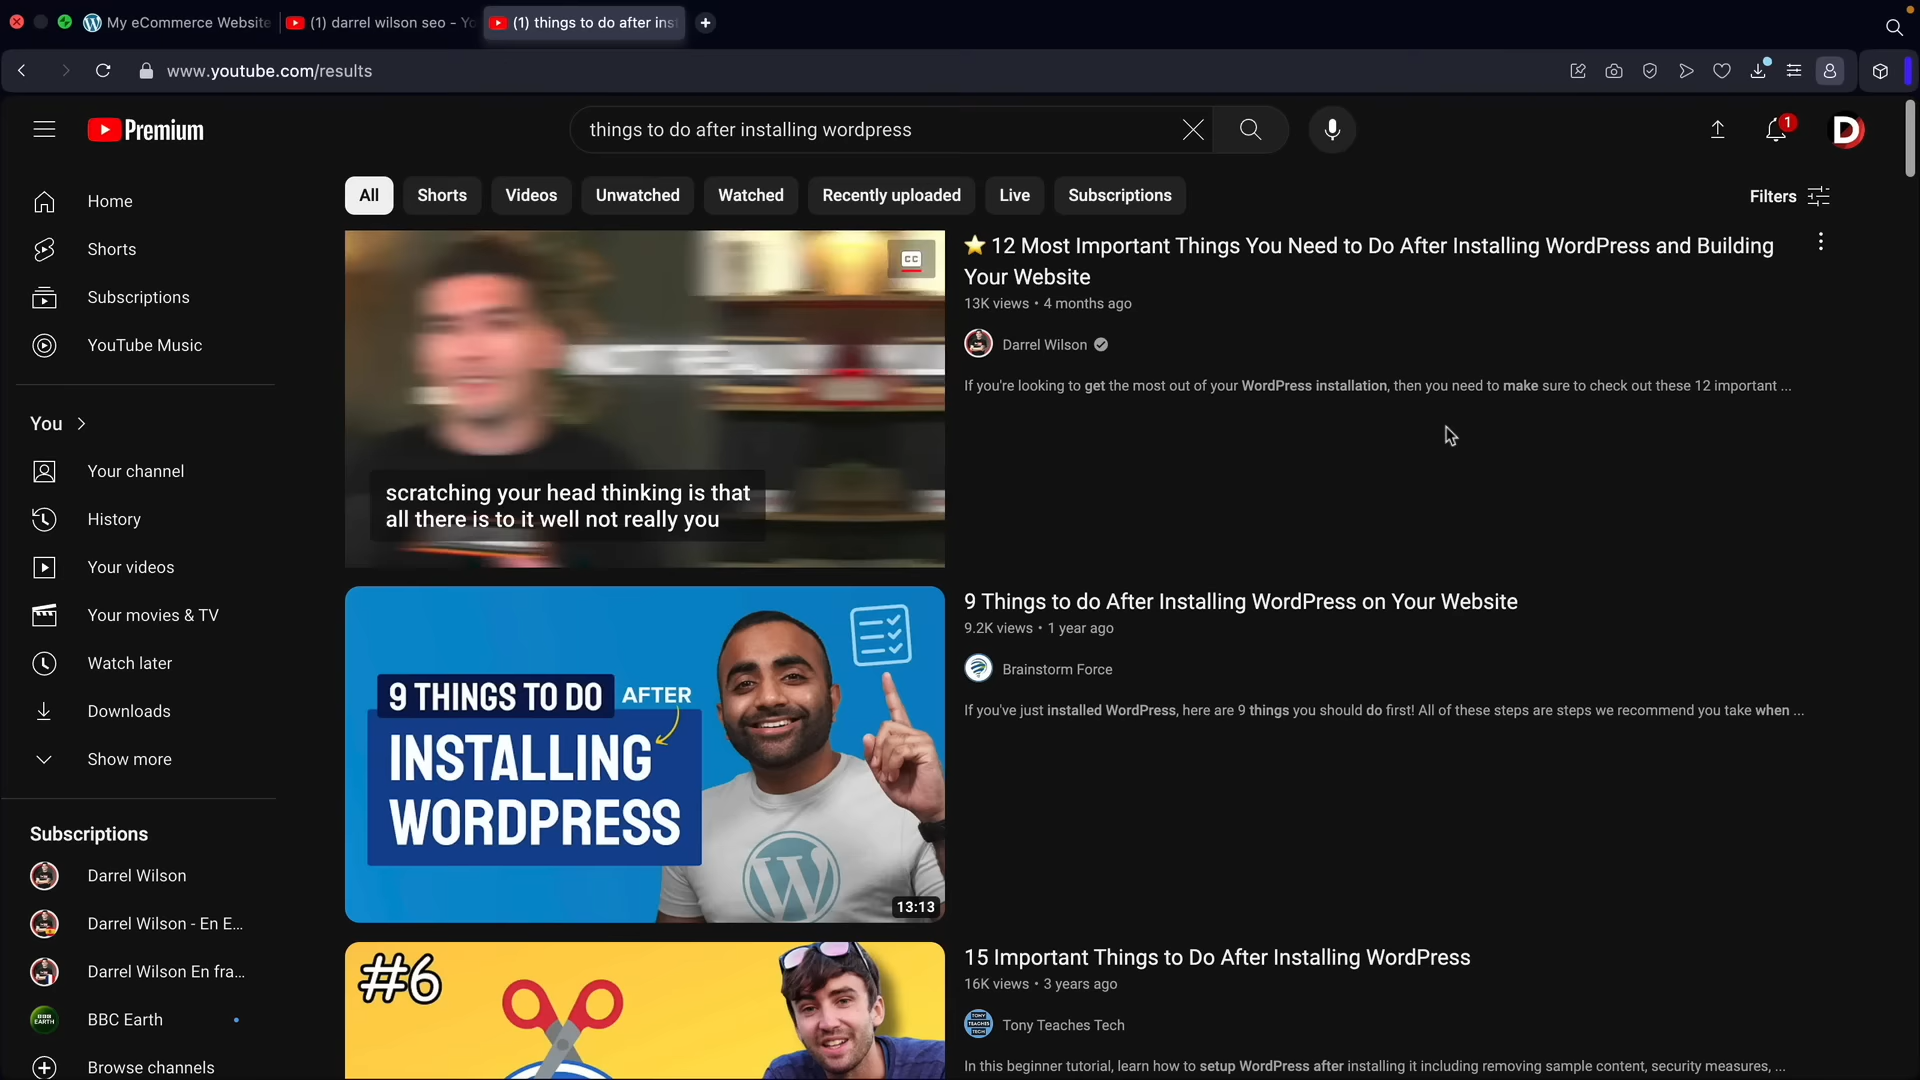 My eCommerce Website
(1) darrel wilson seo - Yo
(1) things to do after ins
www.youtube.com/results
Premium
things to do after installing wordpress
1
D
Home
Shorts
Subscriptions
YouTube Music
You
Your channel
History
Your videos
Your movies & TV
Watch later
Downloads
Show more
Subscriptions
Darrel Wilson
Darrel Wilson - En E...
Darrel Wilson En fra...
BBC Earth
Browse channels
All
Shorts
Videos
Unwatched
Watched
Recently uploaded
Live
Subscriptions
Filters
CC
scratching your head thinking is that
all there is to it well not really you
⭐ 12 Most Important Things You Need to Do After Installing WordPress and Building
Your Website
13K views • 4 months ago
Darrel Wilson
If you're looking to get the most out of your WordPress installation, then you need to make sure to check out these 12 important ...
9 THINGS TO DO AFTER
INSTALLING
WORDPRESS
13:13
9 Things to do After Installing WordPress on Your Website
9.2K views • 1 year ago
Brainstorm Force
If you've just installed WordPress, here are 9 things you should do first! All of these steps are steps we recommend you take when ...
#6
15 Important Things to Do After Installing WordPress
16K views • 3 years ago
TONY
TEACHES
TECH
Tony Teaches Tech
In this beginner tutorial, learn how to setup WordPress after installing it including removing sample content, security measures, ...